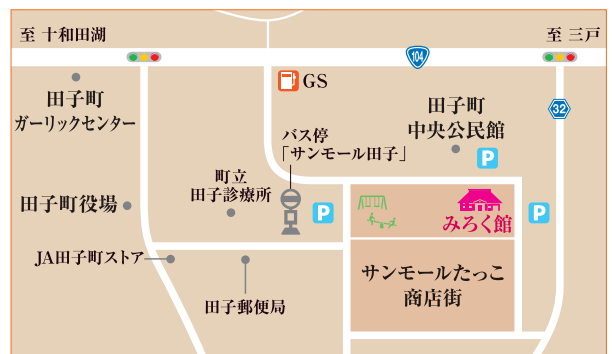 至 十和田湖
至 三戸
104
GS
32
田子町
ガーリックセンター
田子町
中央公民館
P
バス停
「サンモール田子」
町立
田子診療所
田子町役場
P
みろく館
P
JA田子町ストア
田子郵便局
サンモールたっこ
商店街